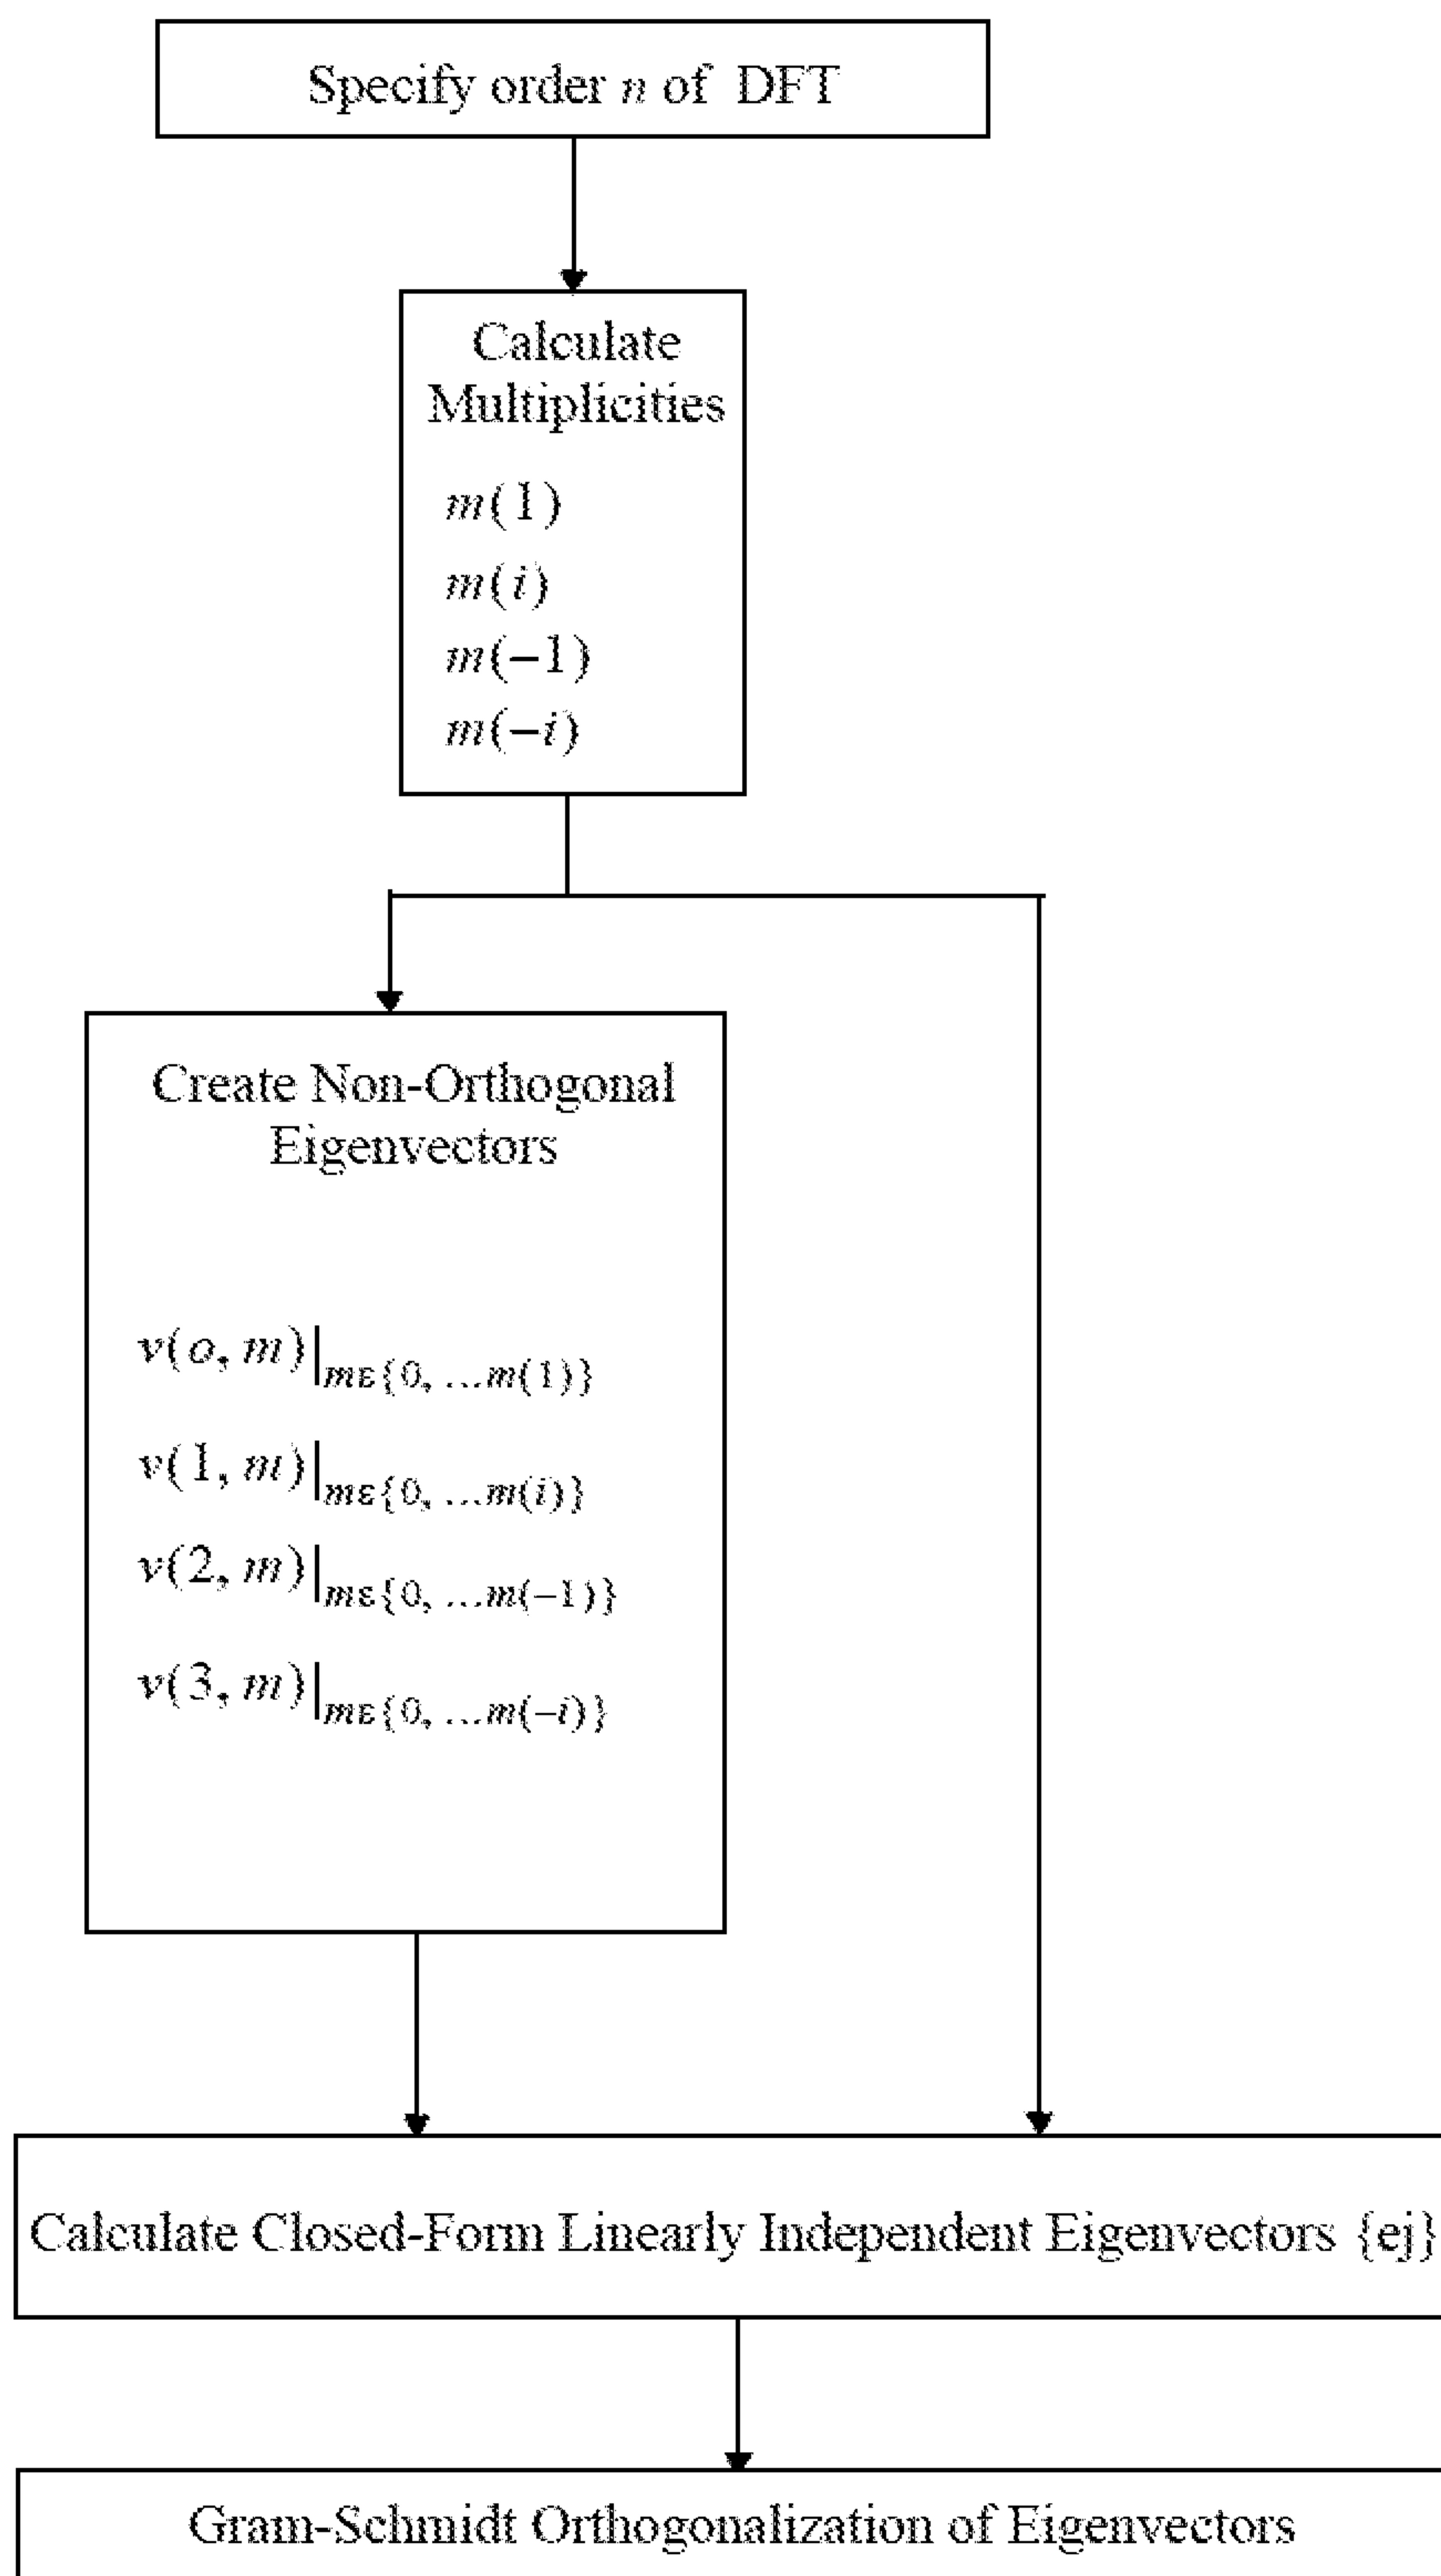 Specify order n of DFT
Calculate
Multiplicities
m(1)
m(i)
m(−1)
m(−i)
Create Non-Orthogonal
Eigenvectors
v(o, m)|mε{0, ...m(1)}
v(1, m)|mε{0, ...m(i)}
v(2, m)|mε{0, ...m(−1)}
v(3, m)|mε{0, ...m(−i)}
Calculate Closed-Form Linearly Independent Eigenvectors {ej}
Gram-Schmidt Orthogonalization of Eigenvectors